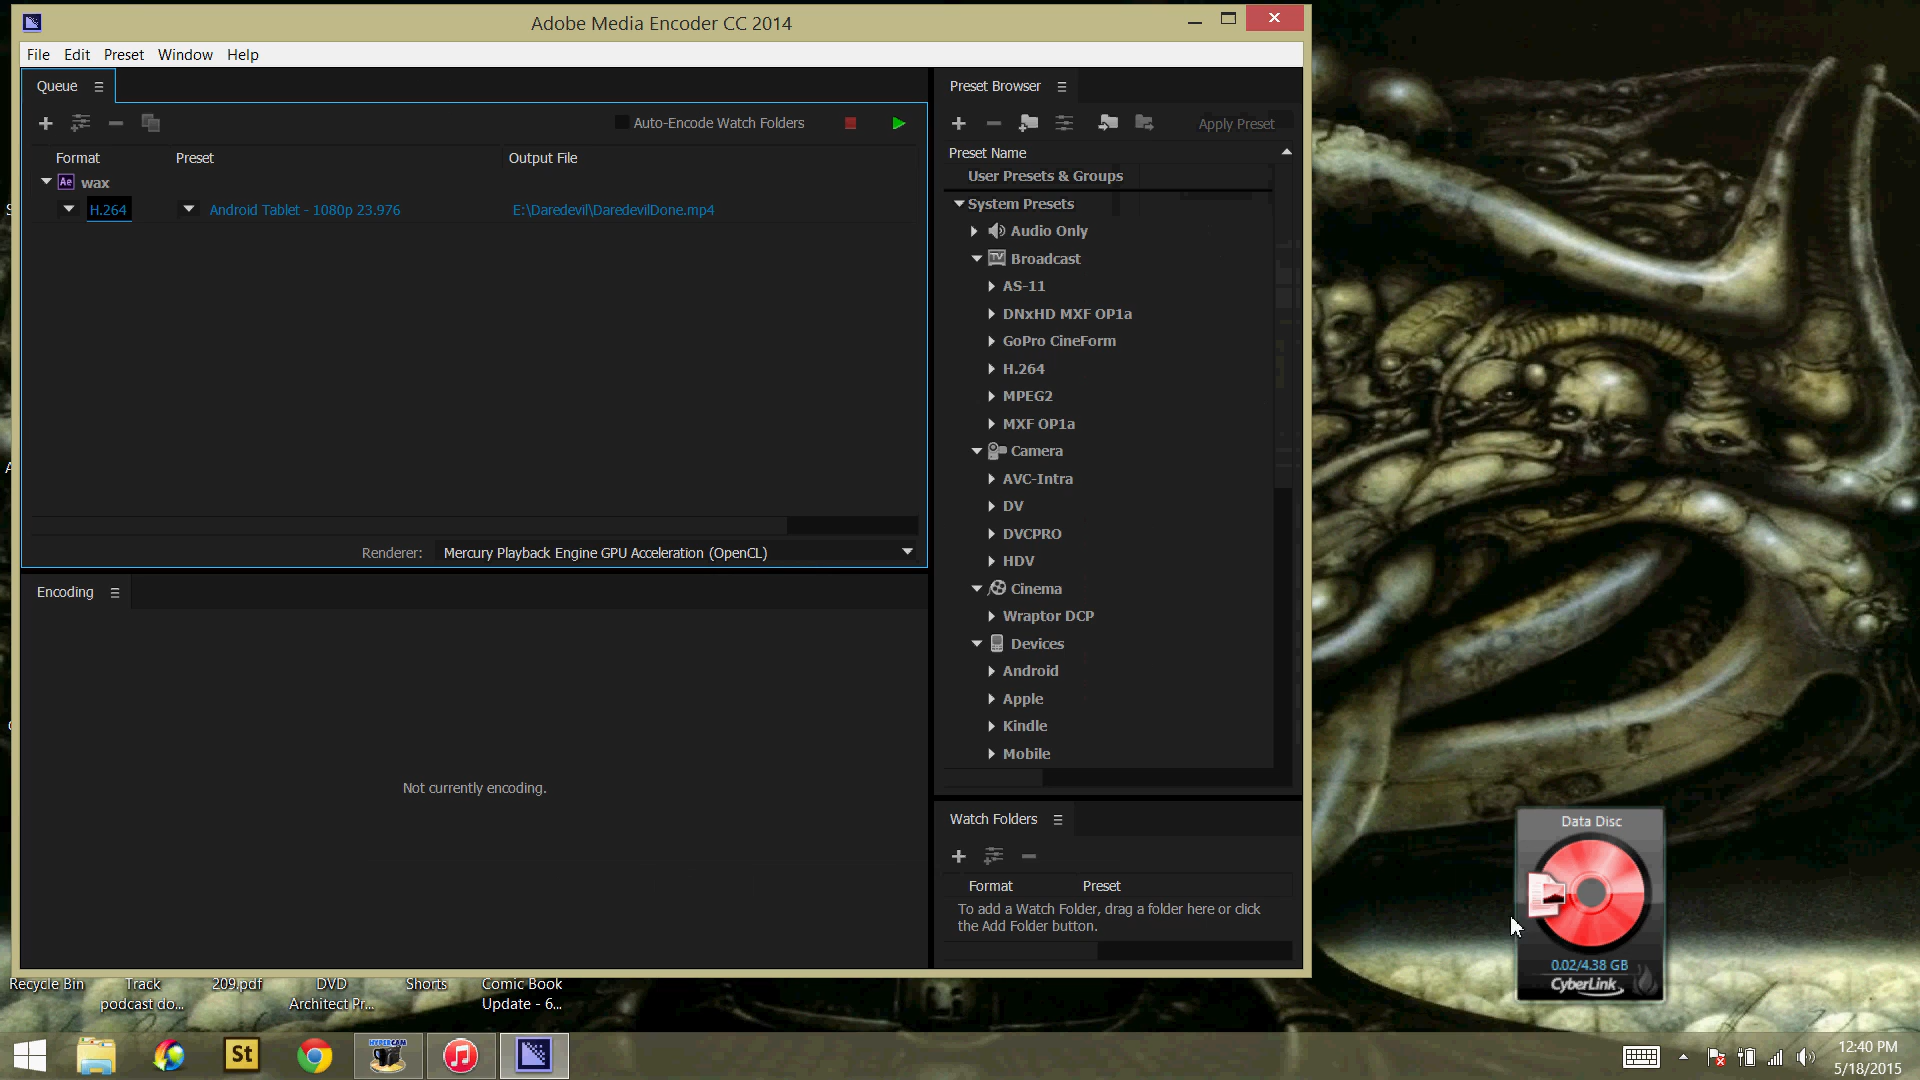 Adobe Media Encoder CC 2014
File Edit Preset Window Help
Queue
Auto-Encode Watch Folders
Format Preset Output File
Ae wax
H.264 Android Tablet - 1080p 23.976 E:\Daredevil\DaredevilDone.mp4
Renderer: Mercury Playback Engine GPU Acceleration (OpenCL)
Encoding
Not currently encoding.
Preset Browser
Apply Preset
Preset Name
User Presets & Groups
System Presets
Audio Only
TV Broadcast
AS-11
DNxHD MXF OP1a
GoPro CineForm
H.264
MPEG2
MXF OP1a
Camera
AVC-Intra
DV
DVCPRO
HDV
Cinema
Wraptor DCP
Devices
Android
Apple
Kindle
Mobile
Watch Folders
Format Preset
To add a Watch Folder, drag a folder here or click
the Add Folder button.
Data Disc
0.02/4.38 GB
CyberLink
Recycle Bin
Track
podcast do...
209.pdf
DVD
Architect Pr...
Shorts
Comic Book
Update - 6...
St
HYPERCAM
12:40 PM
5/18/2015